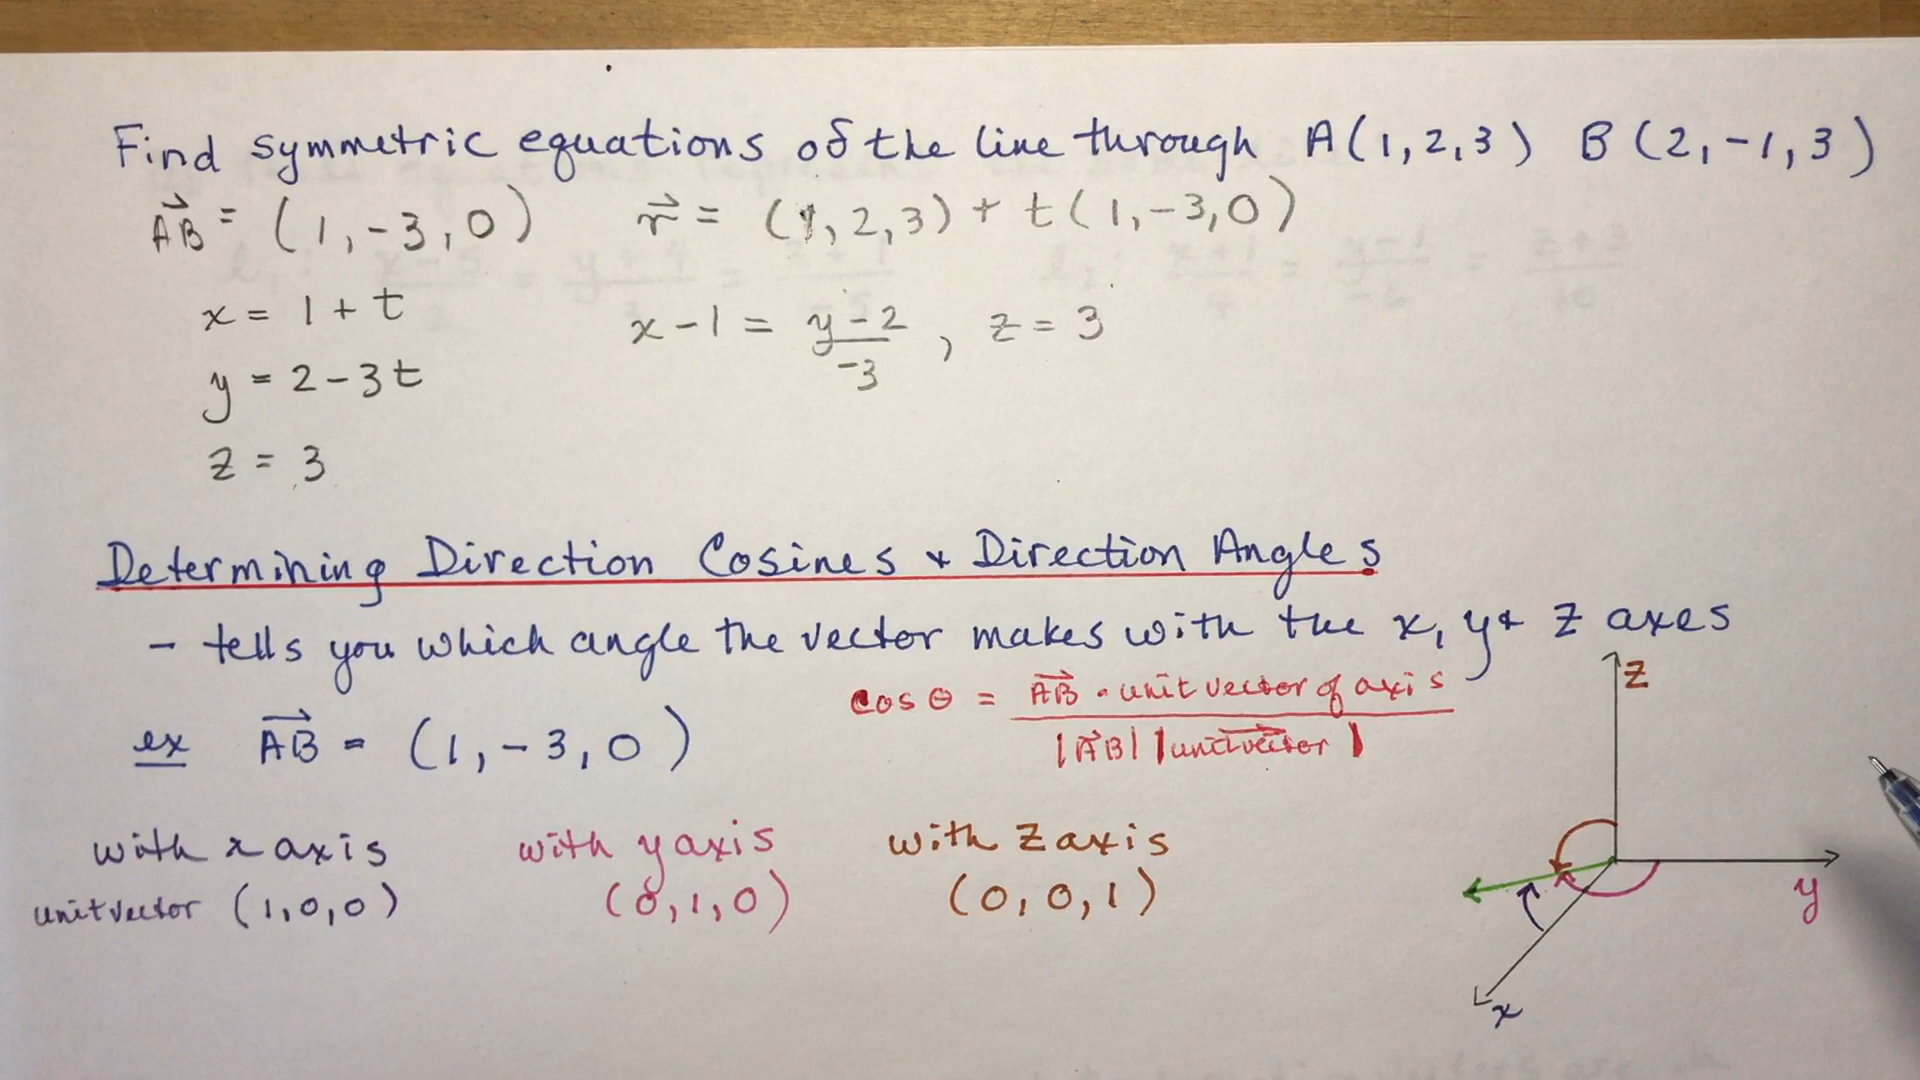 Find symmetric equations of the line through A(1,2,3) B(2,-1,3)
AB = (1,-3,0) r = (1,2,3) + t(1,-3,0)
x = 1 + t
x - 1 = y - 2 / -3 , z = 3
y = 2 - 3t
z = 3
Determining Direction Cosines & Direction Angles
- tells you which angle the vector makes with the x, y & z axes
cos θ = AB • unit vector of axis / |AB| |unit vector|
ex AB = (1,-3,0)
with x axis with y axis with z axis
unit vector (1,0,0) (0,1,0) (0,0,1)
z
y
x